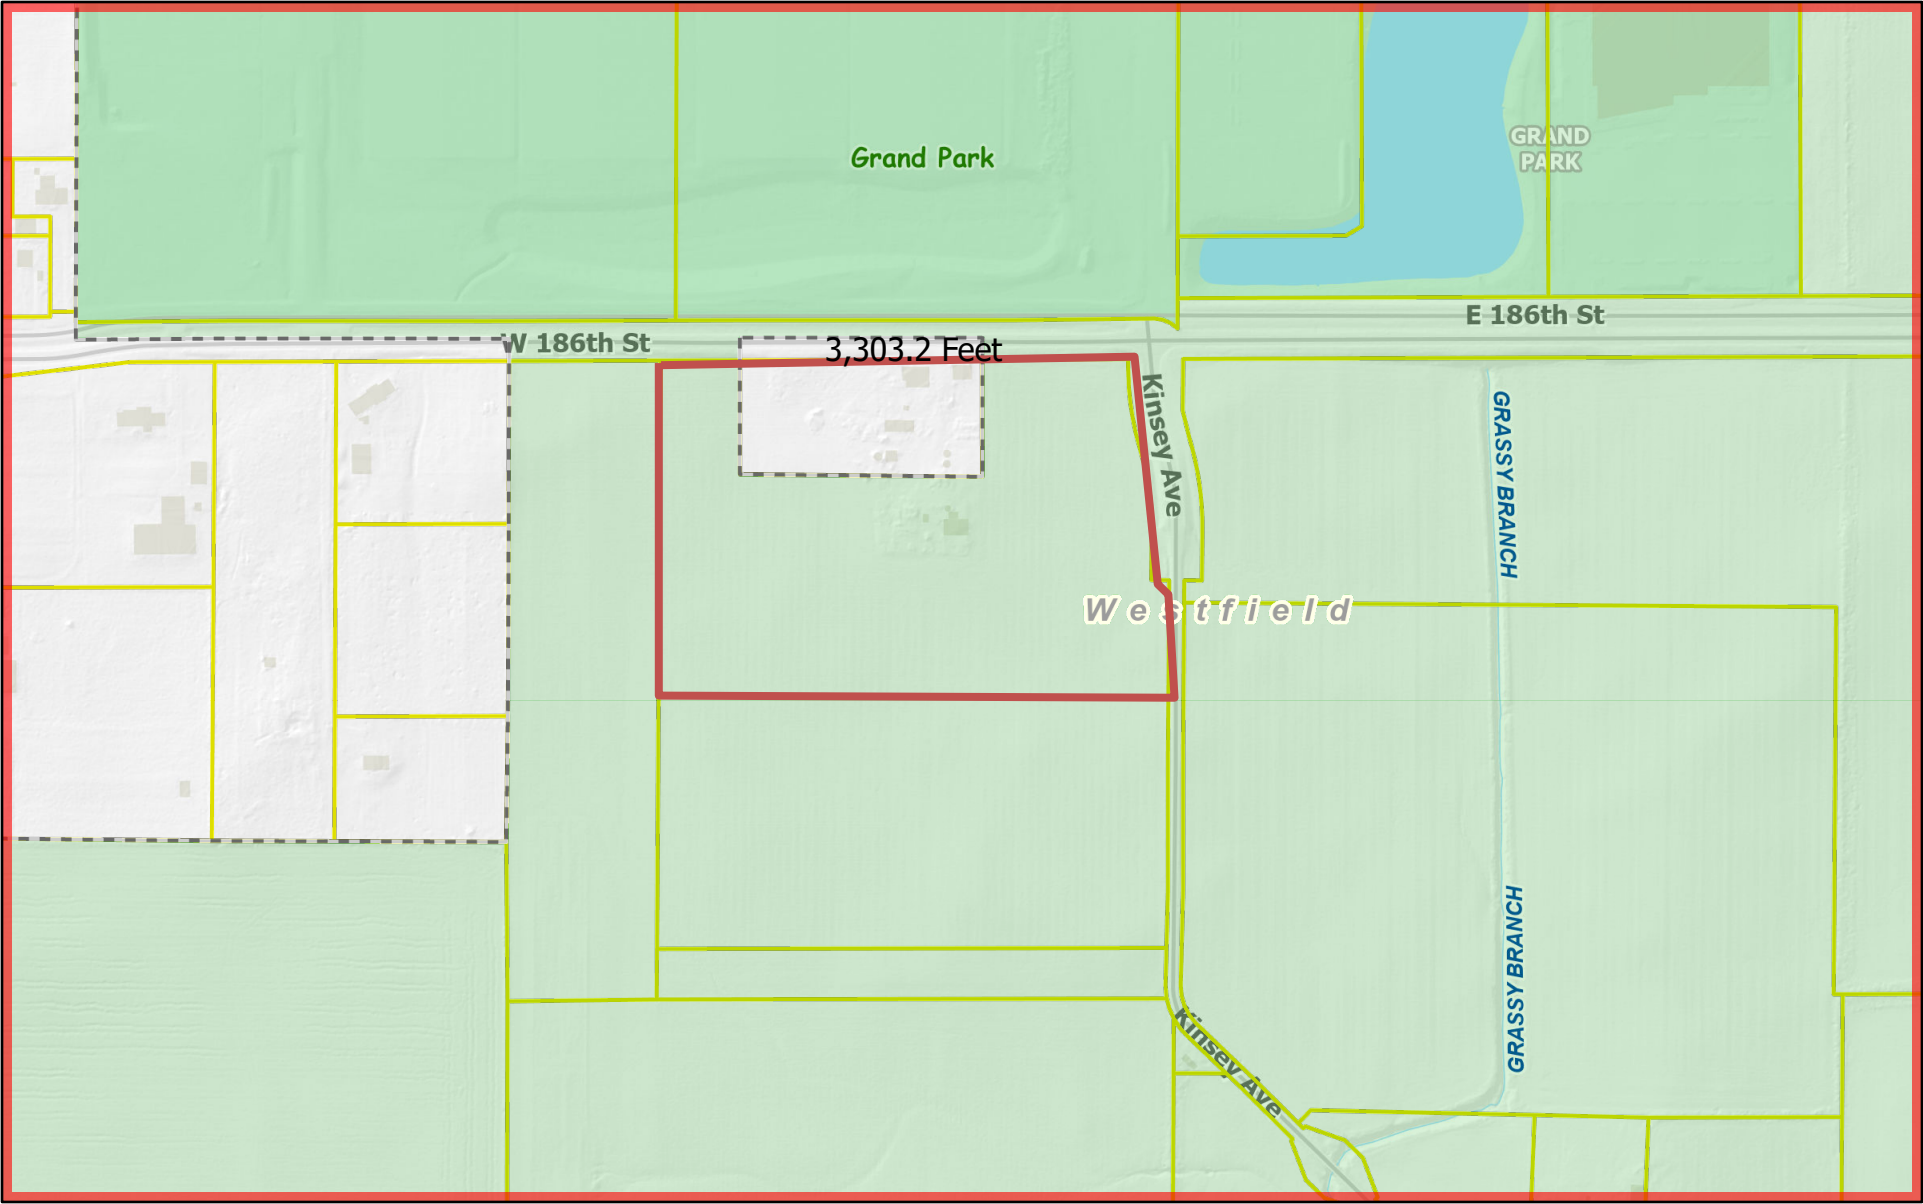 Grand Park
GRAND
PARK
E 186th St
W 186th St
3,303.2 Feet
Kinsey Ave
GRASSY BRANCH
Westfield
GRASSY BRANCH
Kinsey Ave